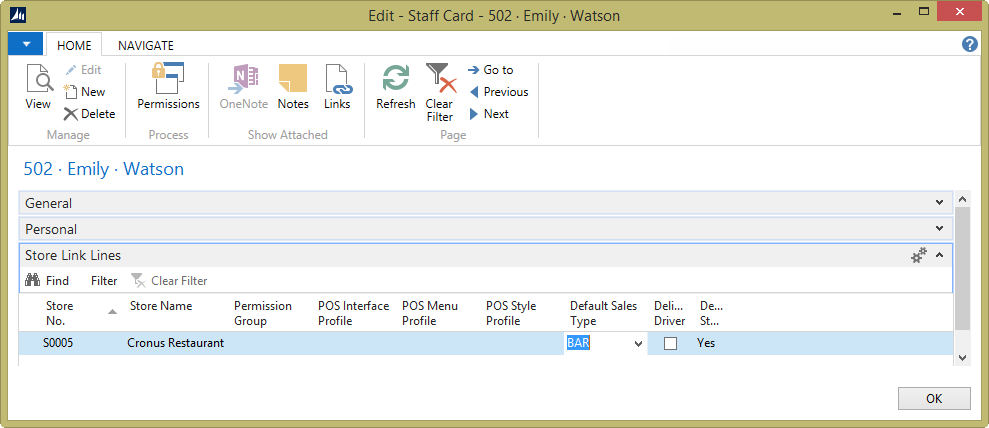 Edit - Staff Card - 502 · Emily · Watson
HOME NAVIGATE
View
Edit
New
Delete
Manage
Permissions
Process
OneNote Notes Links
Show Attached
Refresh
Clear
Filter
Go to
Previous
Next
Page
502 · Emily · Watson
General
Personal
Store Link Lines
Find Filter Clear Filter
Store
No.
Store Name
Permission
Group
POS Interface
Profile
POS Menu
Profile
POS Style
Profile
Default Sales
Type
Deli...
Driver
De...
St...
S0005 Cronus Restaurant BAR Yes
OK